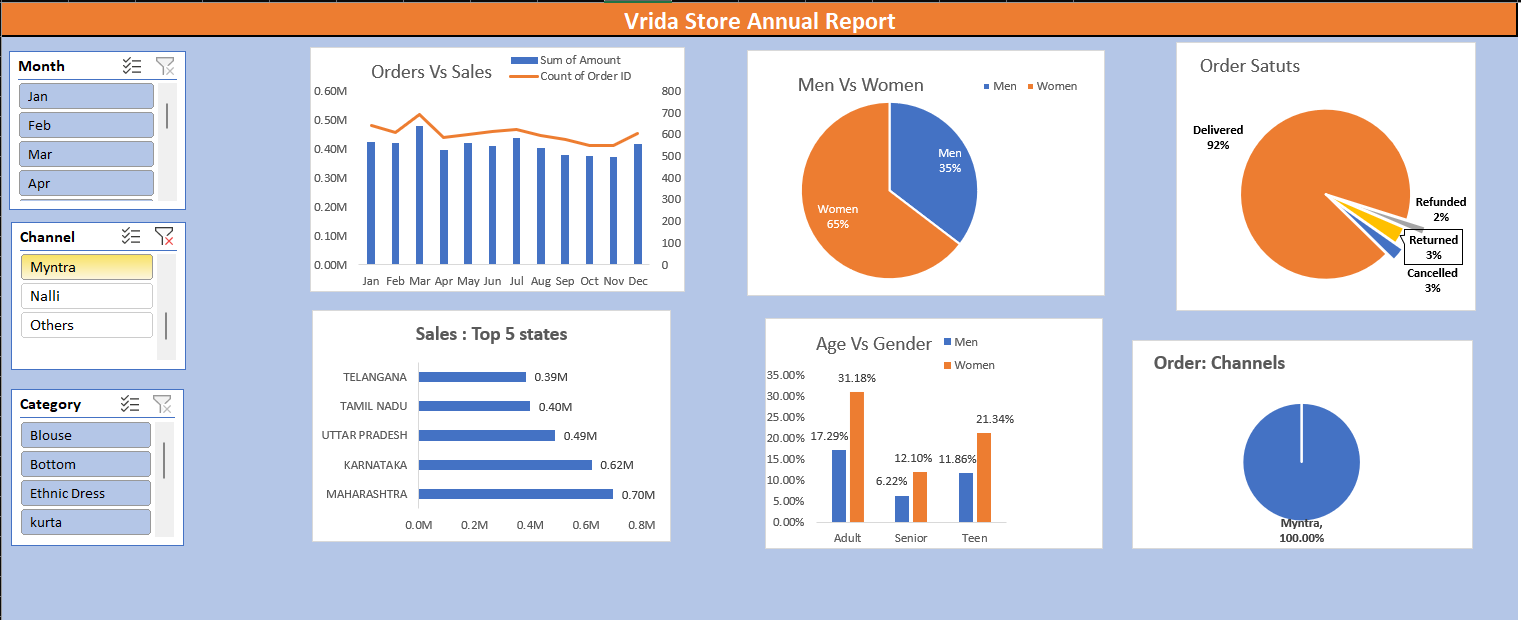 Vrida Store Annual Report
Month
Jan
Feb
Mar
Apr
Channel
Myntra
Nalli
Others
Category
Blouse
Bottom
Ethnic Dress
kurta
Orders Vs Sales
Sum of Amount
Count of Order ID
0.60M
0.50M
0.40M
0.30M
0.20M
0.10M
0.00M
800
700
600
500
400
300
200
100
0
Jan Feb Mar Apr May Jun Jul Aug Sep Oct Nov Dec
Men Vs Women
Men Women
Men
35%
Women
65%
Order Satuts
Delivered
92%
Refunded
2%
Returned
3%
Cancelled
3%
Sales : Top 5 states
TELANGANA 0.39M
TAMIL NADU 0.40M
UTTAR PRADESH 0.49M
KARNATAKA 0.62M
MAHARASHTRA 0.70M
0.0M 0.2M 0.4M 0.6M 0.8M
Age Vs Gender
Men
Women
35.00%
30.00%
25.00%
20.00%
15.00%
10.00%
5.00%
0.00%
17.29%
31.18%
6.22%
12.10%
11.86%
21.34%
Adult Senior Teen
Order: Channels
Myntra,
100.00%